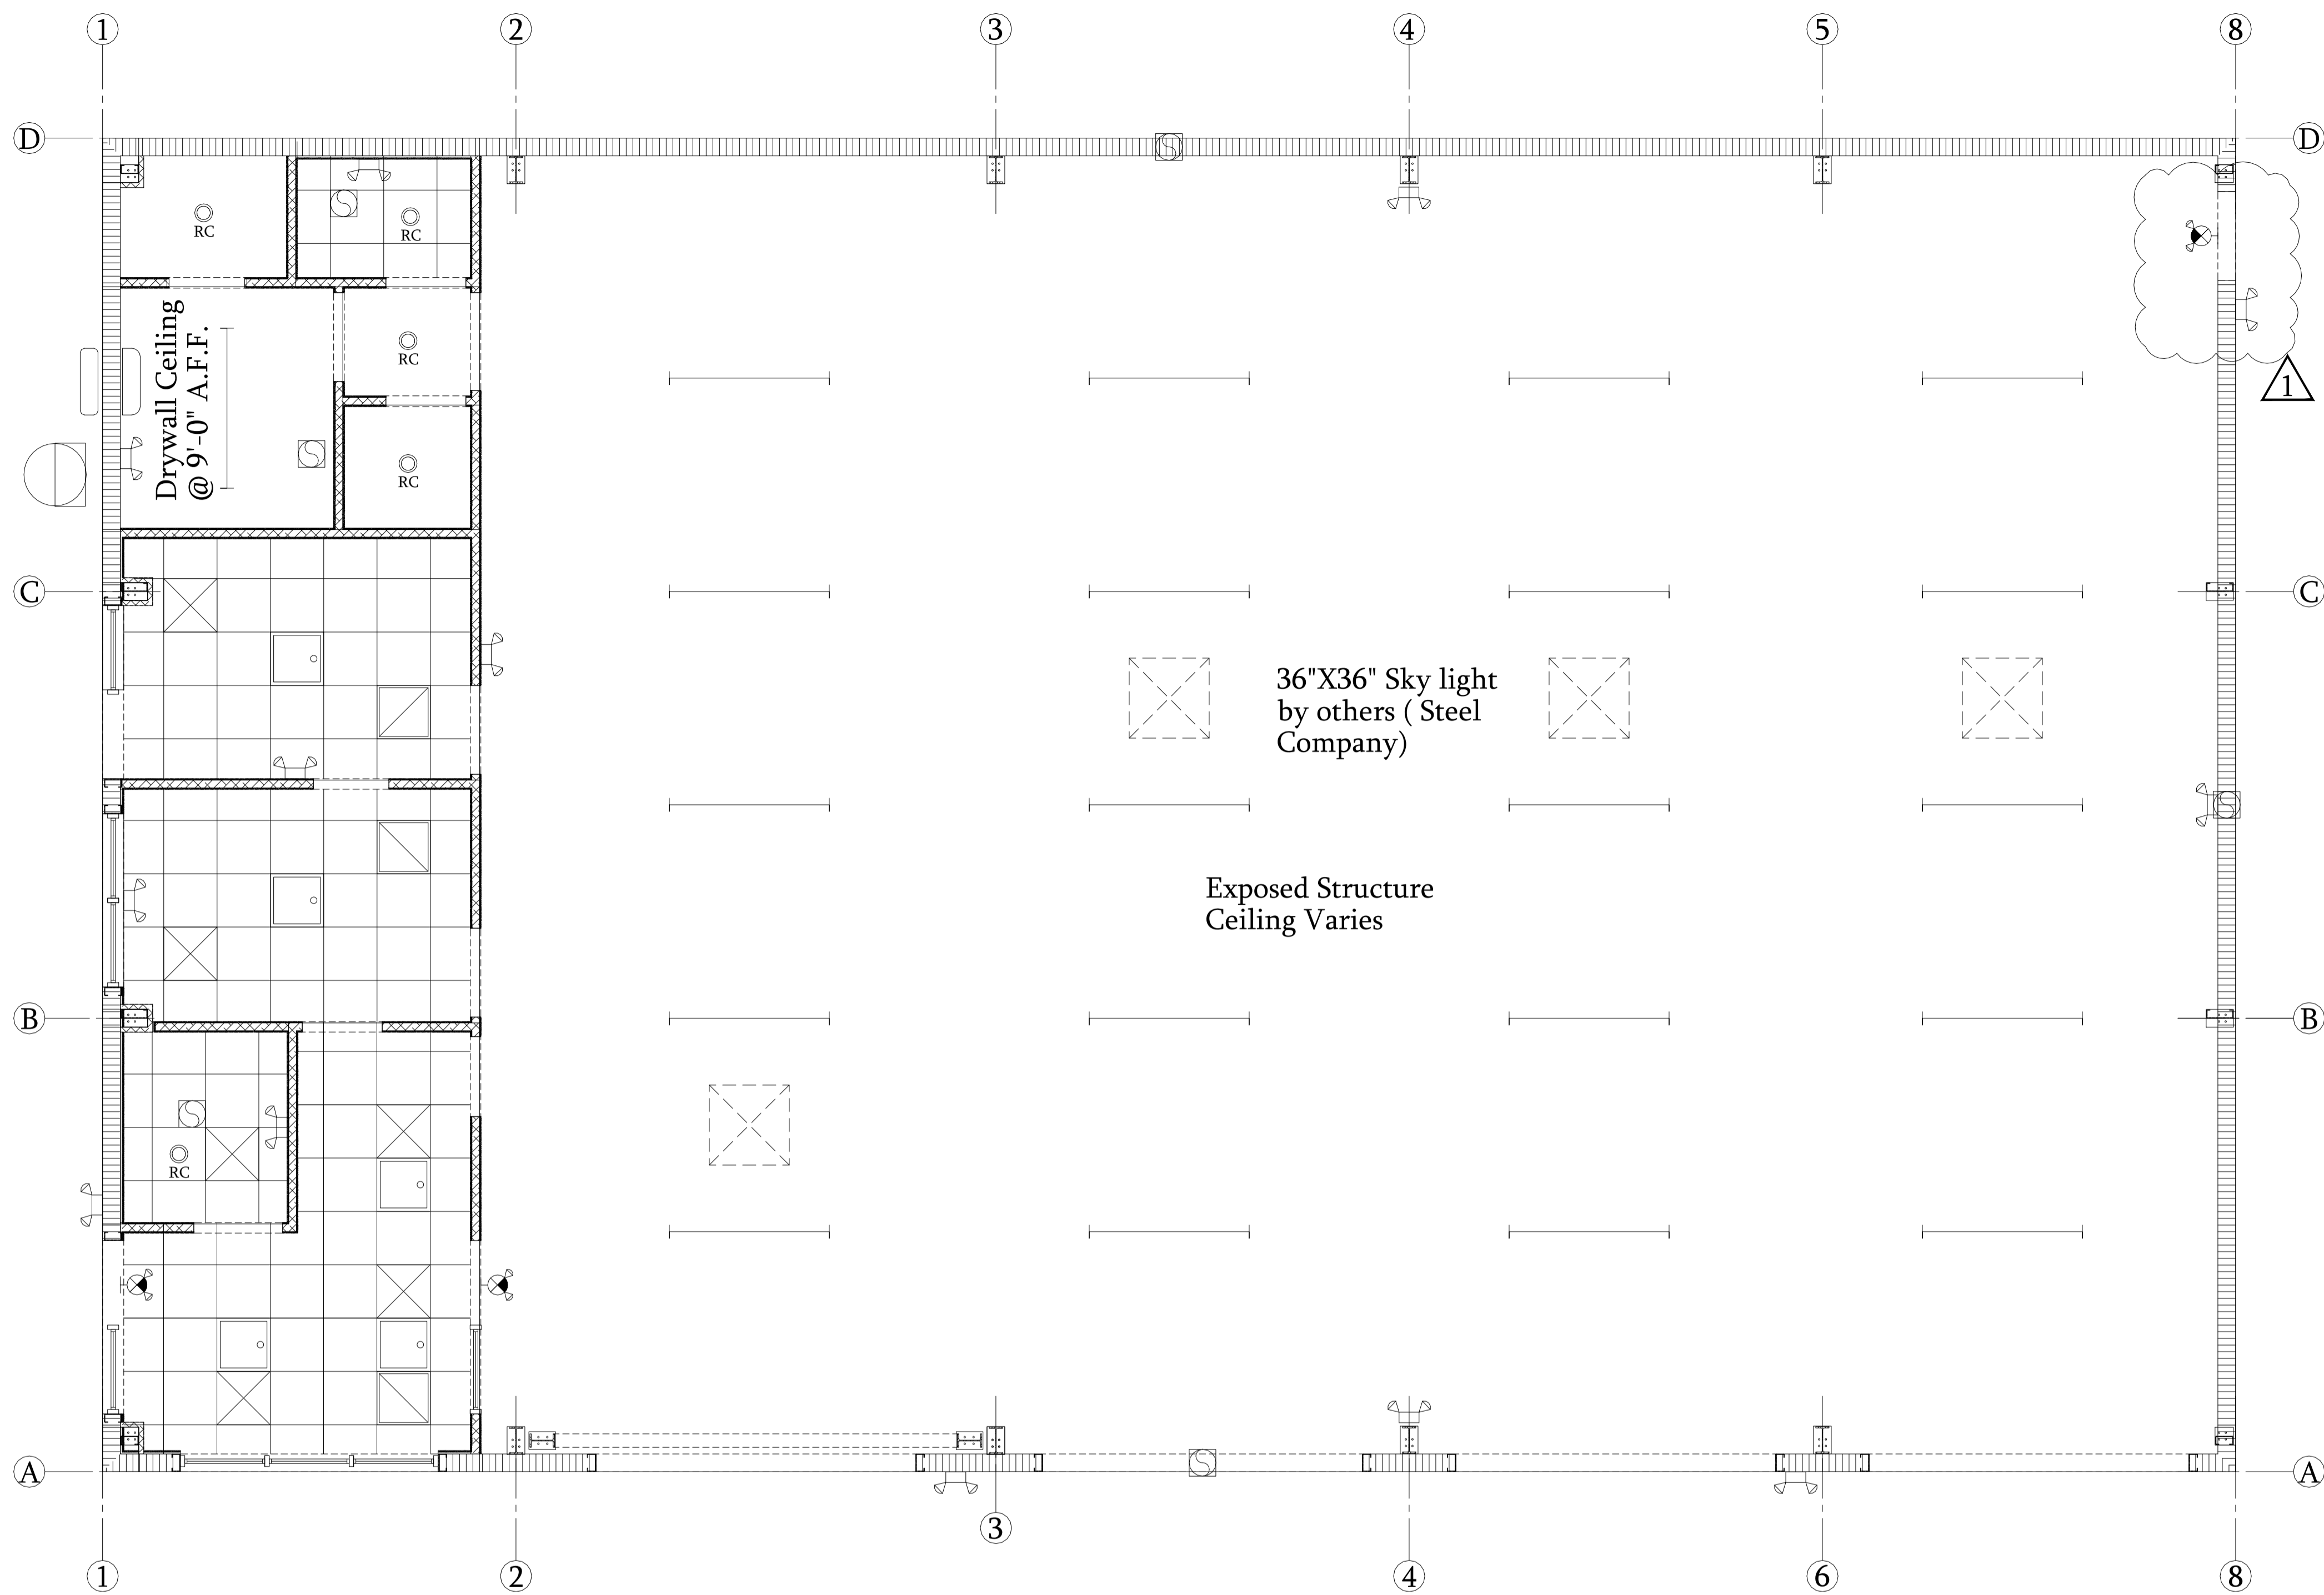 1
2
3
4
5
8
D
D
RC
RC
Drywall Ceiling
@ 9'-0" A.F.F.
RC
1
RC
C
C
36"X36" Sky light
by others ( Steel
Company)
Exposed Structure
Ceiling Varies
B
B
RC
A
A
3
1
2
4
6
8